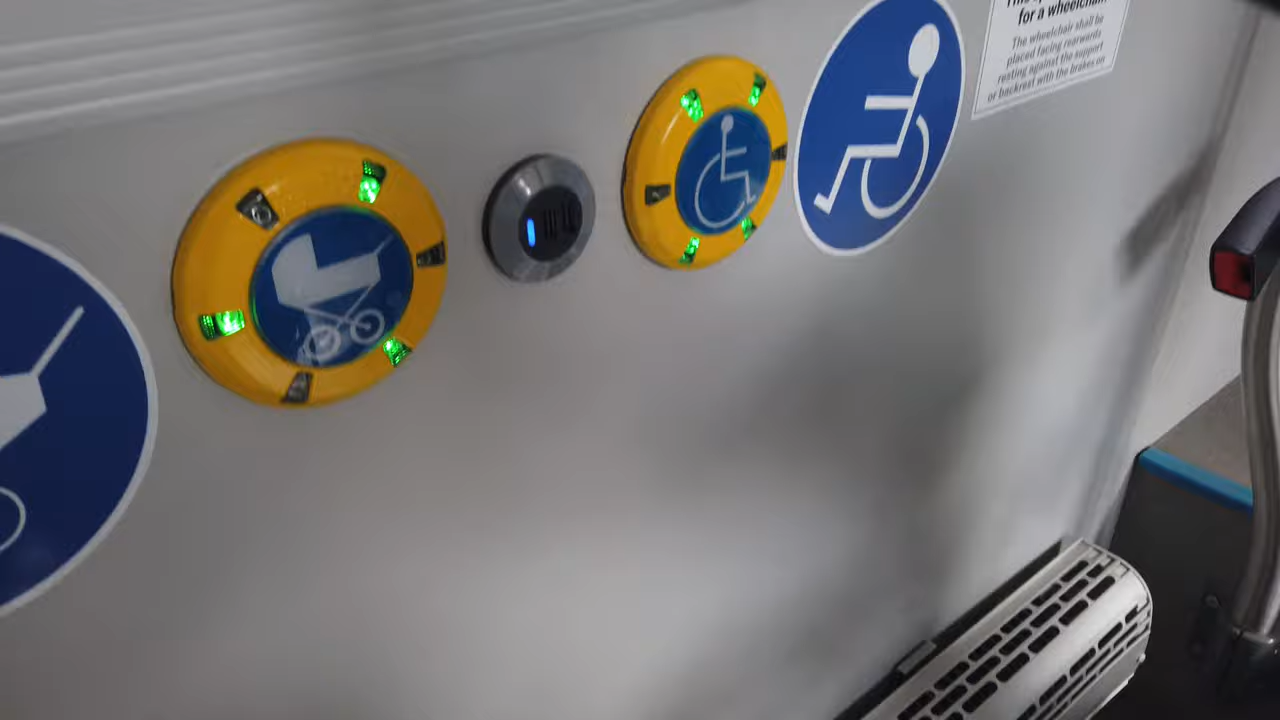 for a wheelchair
The wheelchair shall be
placed facing rearwards
resting against the support
or backrest with the brakes on